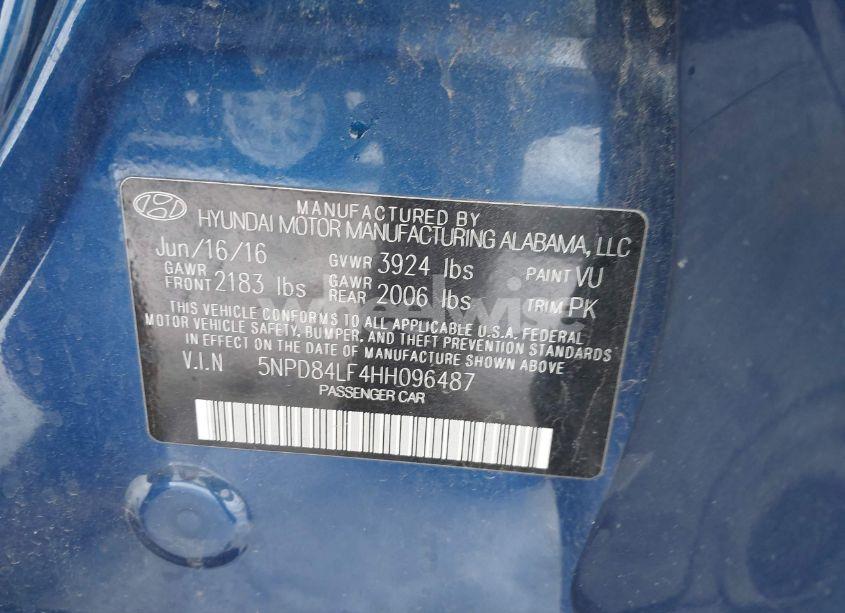 MANUFACTURED BY
HYUNDAI MOTOR MANUFACTURING ALABAMA, LLC
Jun/16/16 GVWR 3924 lbs PAINT VU
GAWR FRONT 2183 lbs GAWR REAR 2006 lbs TRIM PK
THIS VEHICLE CONFORMS TO ALL APPLICABLE U.S.A. FEDERAL
MOTOR VEHICLE SAFETY, BUMPER, AND THEFT PREVENTION STANDARDS
IN EFFECT ON THE DATE OF MANUFACTURE SHOWN ABOVE
V.I.N 5NPD84LF4HH096487
PASSENGER CAR